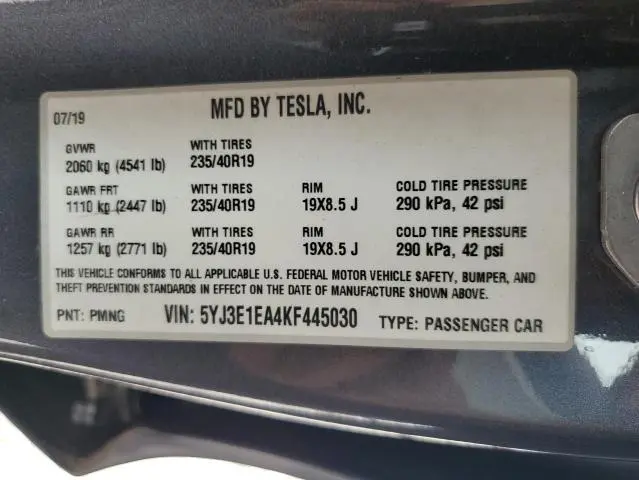 07/19 MFD BY TESLA, INC.
GVWR WITH TIRES
2060 kg (4541 lb) 235/40R19
GAWR FRT WITH TIRES RIM COLD TIRE PRESSURE
1110 kg (2447 lb) 235/40R19 19X8.5 J 290 kPa, 42 psi
GAWR RR WITH TIRES RIM COLD TIRE PRESSURE
1257 kg (2771 lb) 235/40R19 19X8.5 J 290 kPa, 42 psi
THIS VEHICLE CONFORMS TO ALL APPLICABLE U.S. FEDERAL MOTOR VEHICLE SAFETY, BUMPER, AND
THEFT PREVENTION STANDARDS IN EFFECT ON THE DATE OF MANUFACTURE SHOWN ABOVE.
PNT: PMNG VIN: 5YJ3E1EA4KF445030 TYPE: PASSENGER CAR